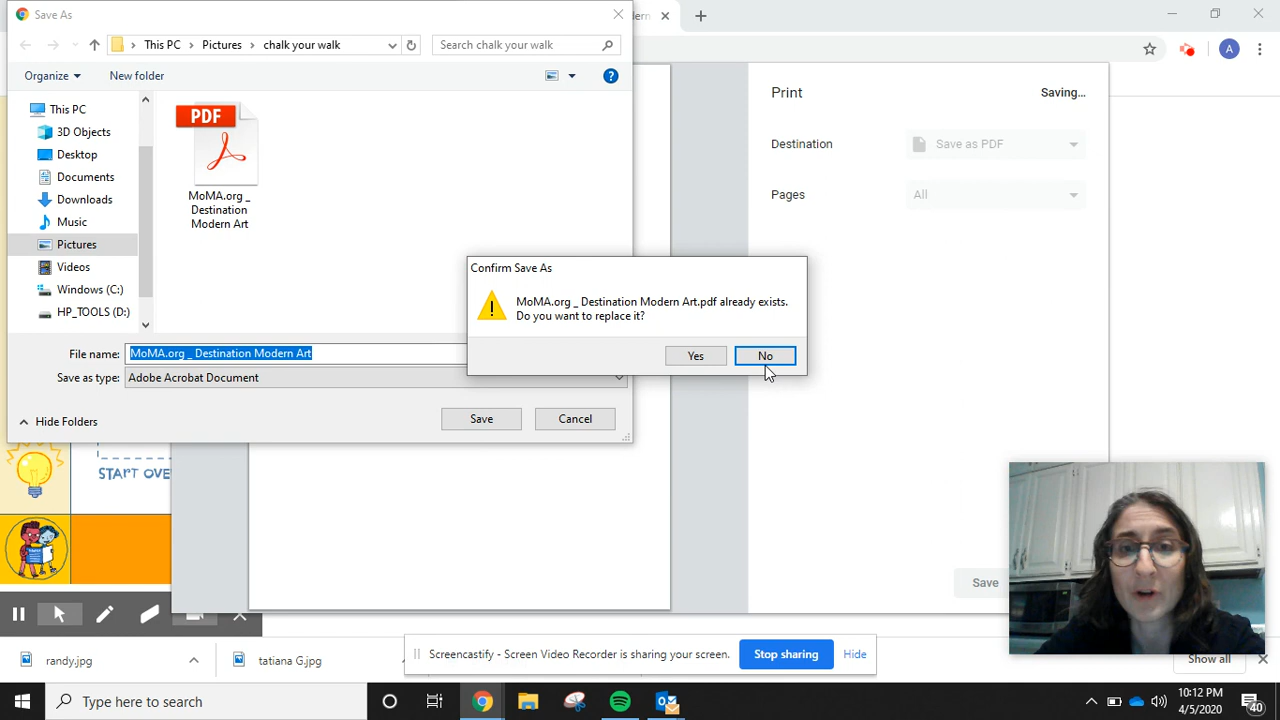 Save As
dern
This PC
Pictures
chalk your walk
Search chalk your walk
A
Organize
New folder
?
This PC
3D Objects
Desktop
Documents
Downloads
Music
Pictures
Videos
Windows (C:)
HP_TOOLS (D:)
PDF
MoMA.org _
Destination
Modern Art
Print
Saving...
Destination
Save as PDF
Pages
All
Confirm Save As
MoMA.org _ Destination Modern Art.pdf already exists.
Do you want to replace it?
Yes
No
File name:
MoMA.org _ Destination Modern Art
Save as type:
Adobe Acrobat Document
Hide Folders
Save
Cancel
START OVE
Save
randy.jpg
tatiana G.jpg
Screencastify - Screen Video Recorder is sharing your screen.
Stop sharing
Hide
Show all
Type here to search
10:12 PM
4/5/2020
40